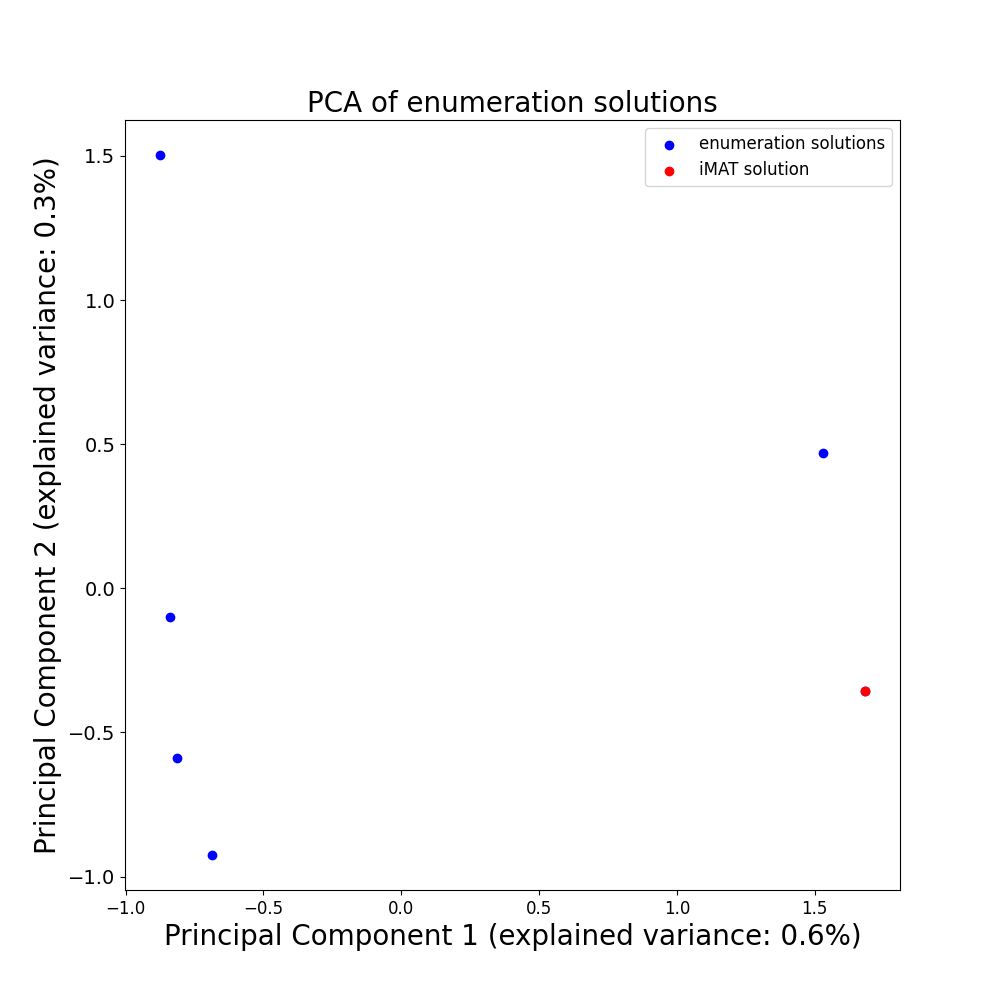 PCA of enumeration solutions
enumeration solutions
iMAT solution
Principal Component 2 (explained variance: 0.3%)
1.5
1.0
0.5
0.0
−0.5
−1.0
−1.0 −0.5 0.0 0.5 1.0 1.5
Principal Component 1 (explained variance: 0.6%)